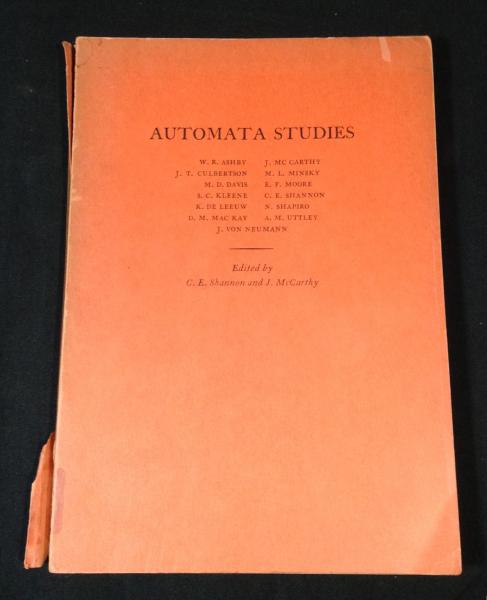 AUTOMATA STUDIES
W. R. ASHBY J. MC CARTHY
J. T. CULBERTSON M. L. MINSKY
M. D. DAVIS E. F. MOORE
S. C. KLEENE C. E. SHANNON
K. DE LEEUW N. SHAPIRO
D. M. MAC KAY A. M. UTTLEY
J. VON NEUMANN
Edited by
C. E. Shannon and J. McCarthy